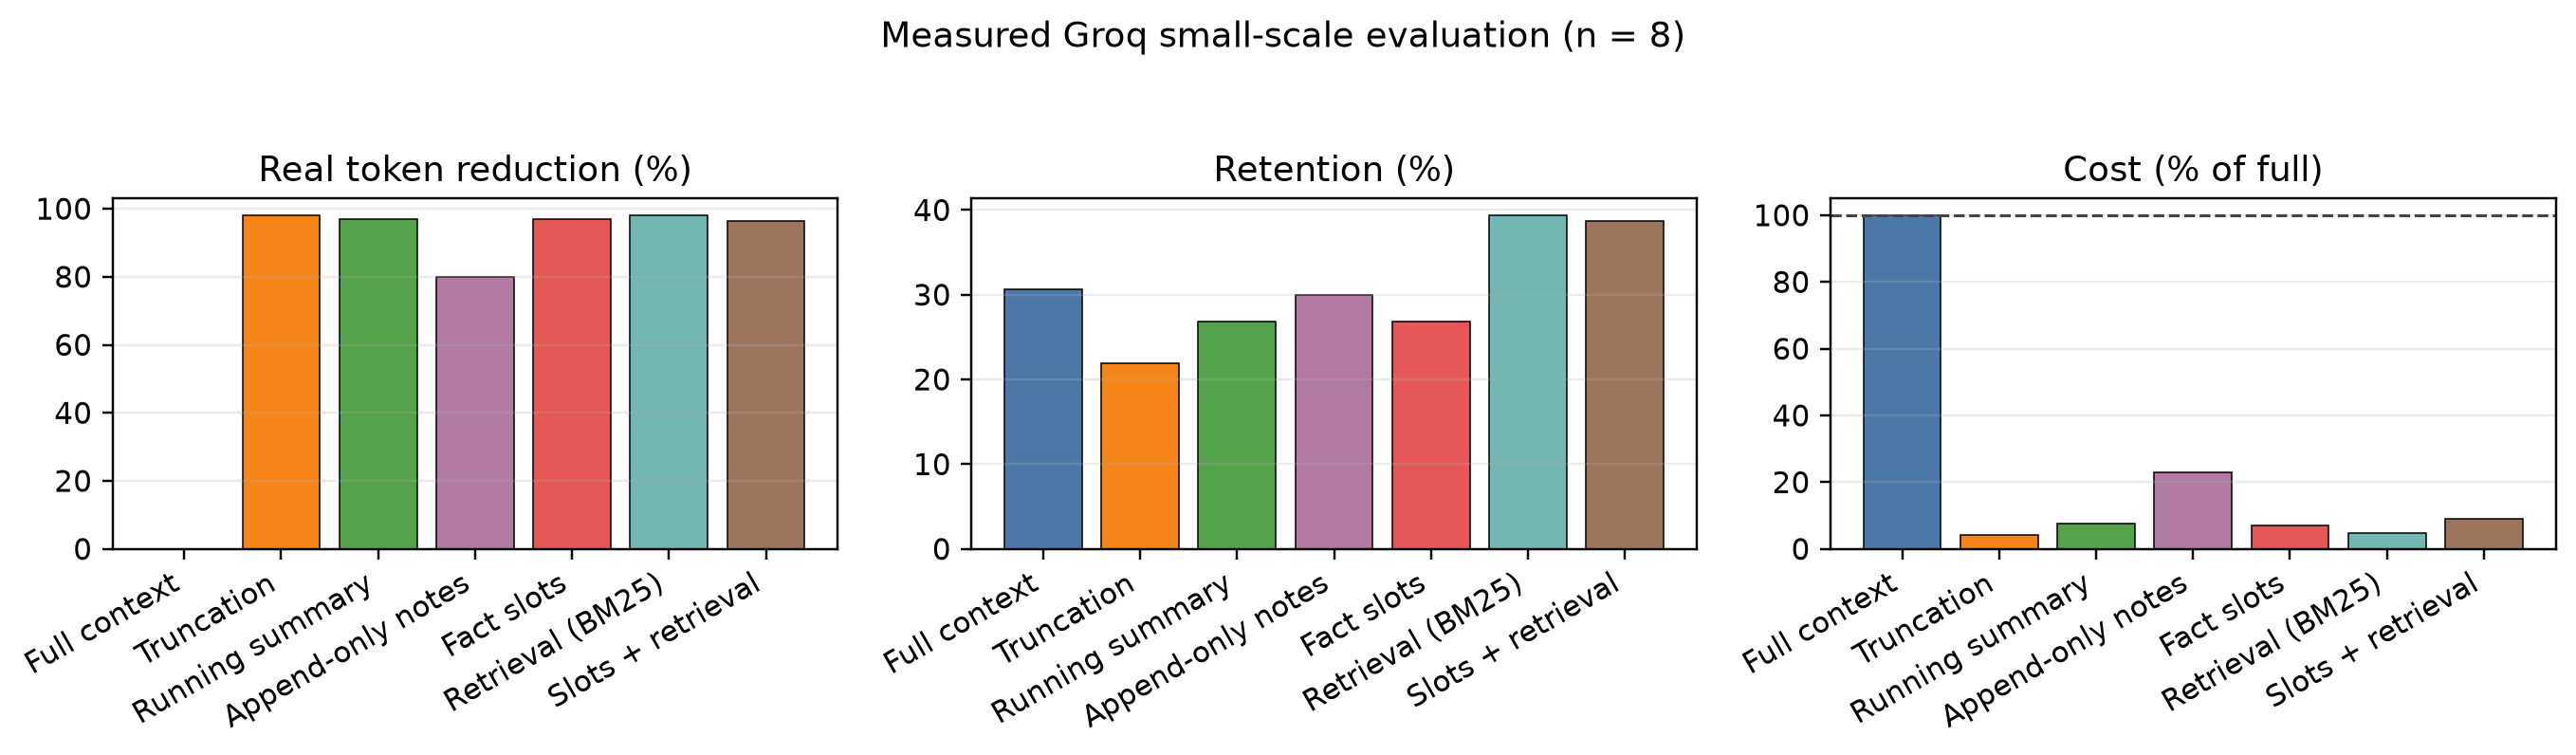 Measured Groq small-scale evaluation (n = 8)
Real token reduction (%)
100
80
60
40
20
0
Full context
Truncation
Running summary
Append-only notes
Fact slots
Retrieval (BM25)
Slots + retrieval
Retention (%)
40
30
20
10
0
Full context
Truncation
Running summary
Append-only notes
Fact slots
Retrieval (BM25)
Slots + retrieval
Cost (% of full)
100
80
60
40
20
0
Full context
Truncation
Running summary
Append-only notes
Fact slots
Retrieval (BM25)
Slots + retrieval